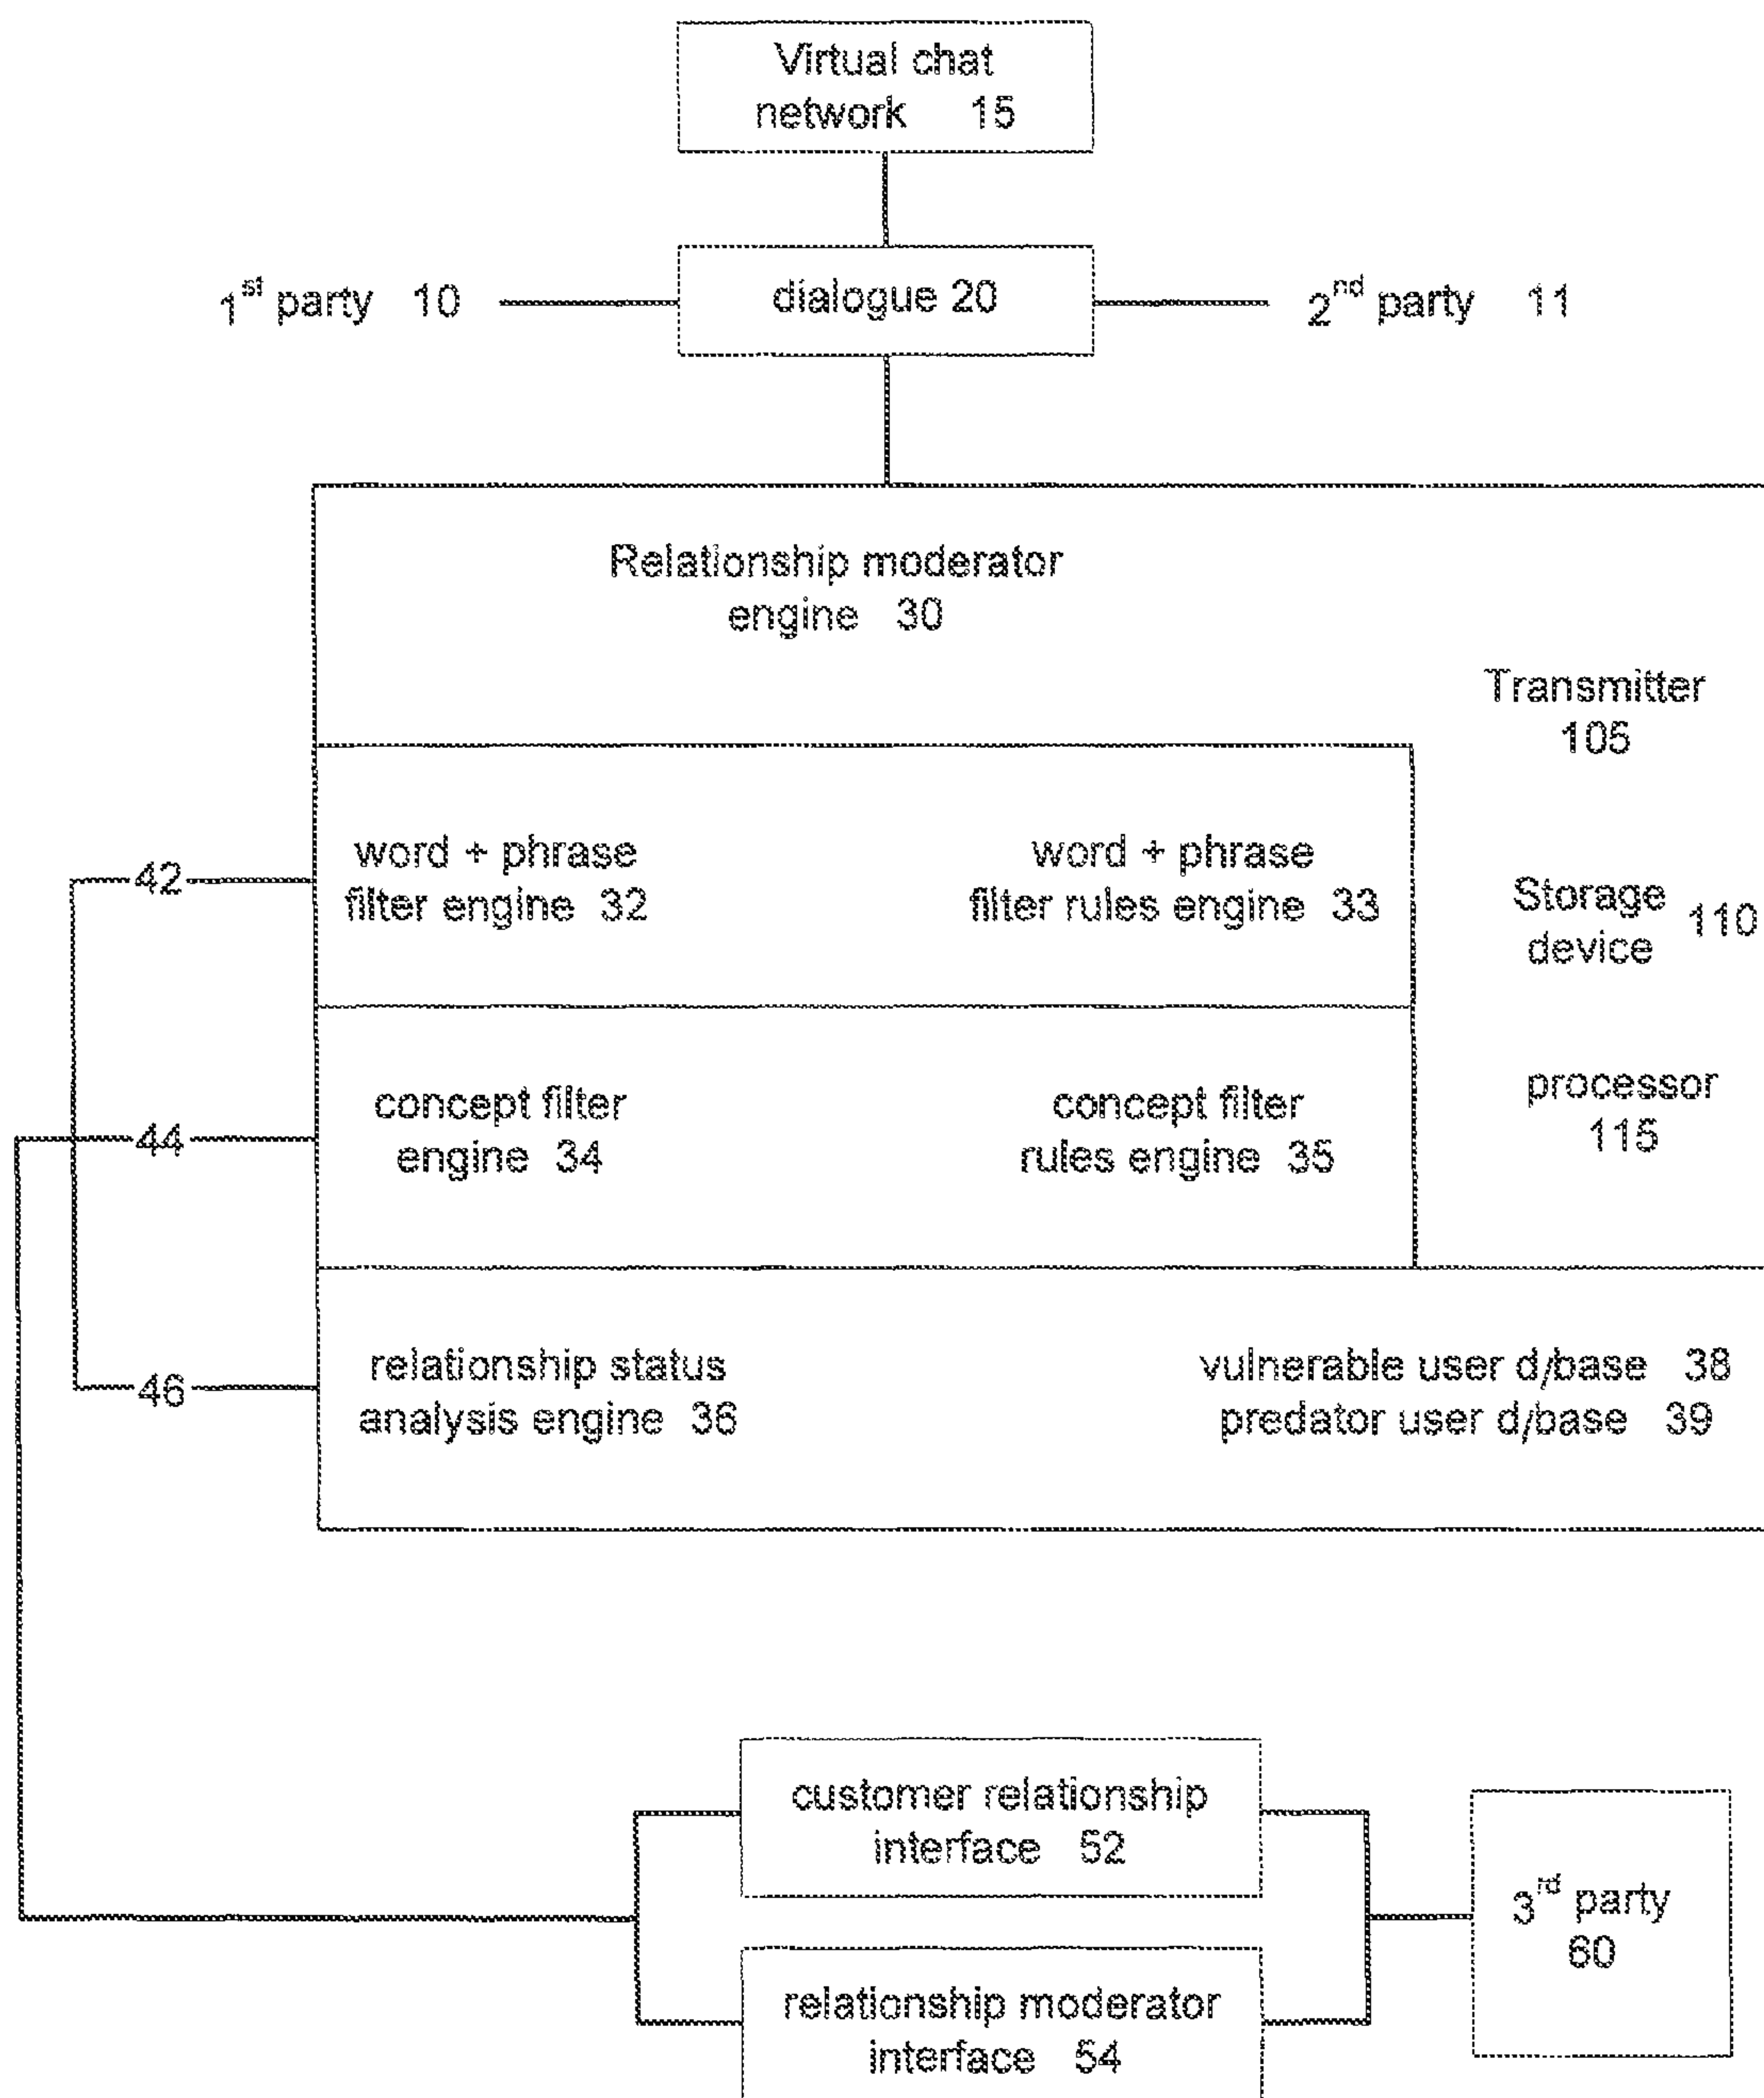 Virtual chat
network 15
1st party 10
dialogue 20
2nd party 11
Relationship moderator
engine 30
Transmitter
105
42
word + phrase
filter engine 32
word + phrase
filter rules engine 33
Storage
device 110
44
concept filter
engine 34
concept filter
rules engine 35
processor
115
46
relationship status
analysis engine 36
vulnerable user d/base 38
predator user d/base 39
customer relationship
interface 52
3rd party
60
relationship moderator
interface 54